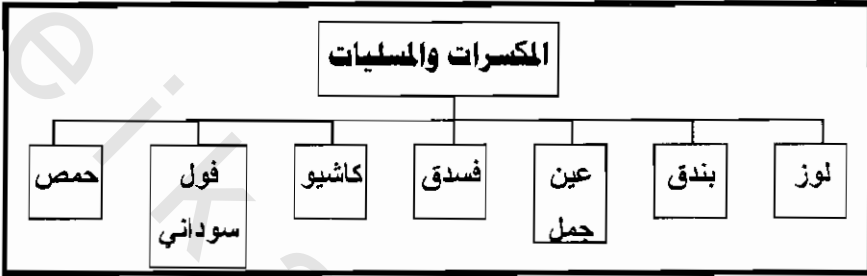 المكسرات والمسليات
لوز
بندق
عين
جمل
فسدق
كاشيو
فول
سوداني
حمص